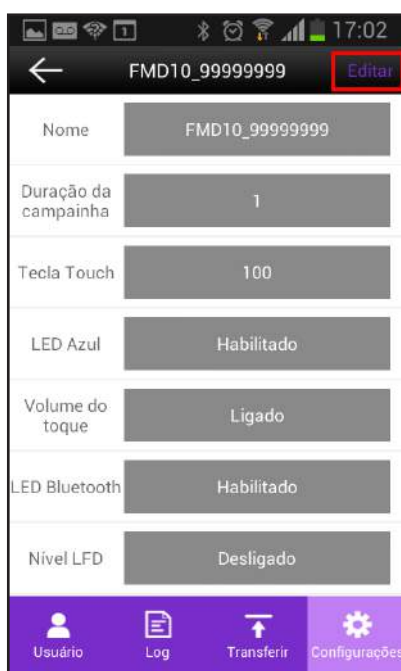 1 17:02
FMD10_99999999 Editar
Nome FMD10_99999999
Duração da
campainha 1
Tecla Touch 100
LED Azul Habilitado
Volume do
toque Ligado
LED Bluetooth Habilitado
Nível LFD Desligado
Usuário Log Transferir Configurações